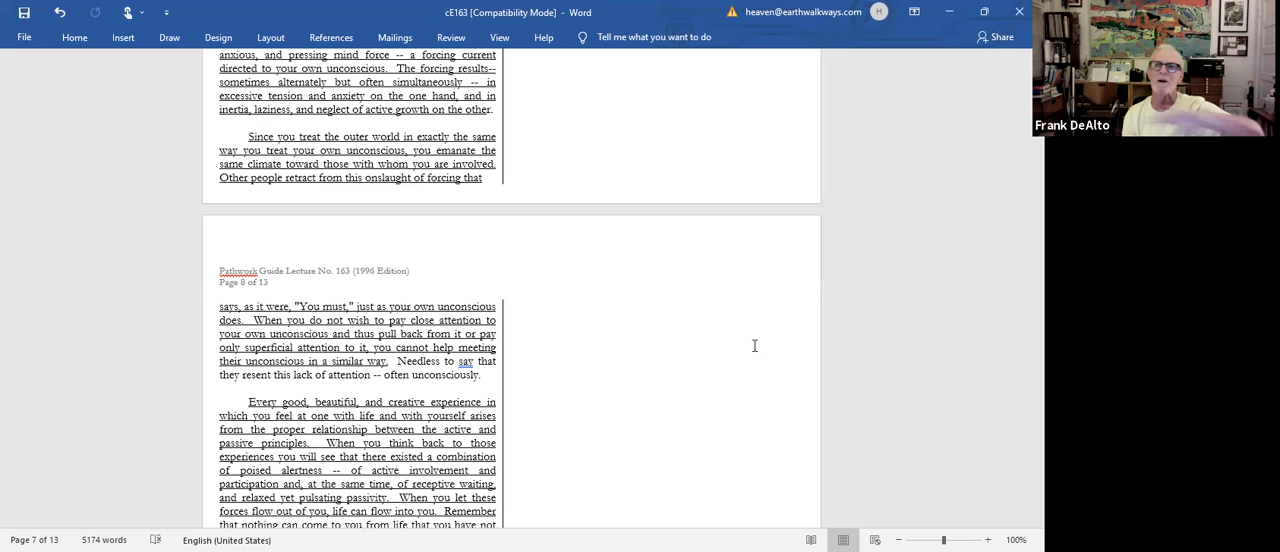 cE163 [Compatibility Mode] - Word
heaven@earthwalkways.com
H
File
Home
Insert
Draw
Design
Layout
References
Mailings
Review
View
Help
Tell me what you want to do
Share
anxious, and pressing mind force -- a forcing current
directed to your own unconscious. The forcing results--
sometimes alternately but often simultaneously -- in
excessive tension and anxiety on the one hand, and in
inertia, laziness, and neglect of active growth on the other.
Since you treat the outer world in exactly the same
way you treat your own unconscious, you emanate the
same climate toward those with whom you are involved.
Other people retract from this onslaught of forcing that
Pathwork Guide Lecture No. 163 (1996 Edition)
Page 8 of 13
says, as it were, "You must," just as your own unconscious
does. When you do not wish to pay close attention to
your own unconscious and thus pull back from it or pay
only superficial attention to it, you cannot help meeting
their unconscious in a similar way. Needless to say that
they resent this lack of attention -- often unconsciously.
Every good, beautiful, and creative experience in
which you feel at one with life and with yourself arises
from the proper relationship between the active and
passive principles. When you think back to those
experiences you will see that there existed a combination
of poised alertness -- of active involvement and
participation and, at the same time, of receptive waiting,
and relaxed yet pulsating passivity. When you let these
forces flow out of you, life can flow into you. Remember
that nothing can come to you from life that you have not
Page 7 of 13
5174 words
English (United States)
100%
Frank DeAlto